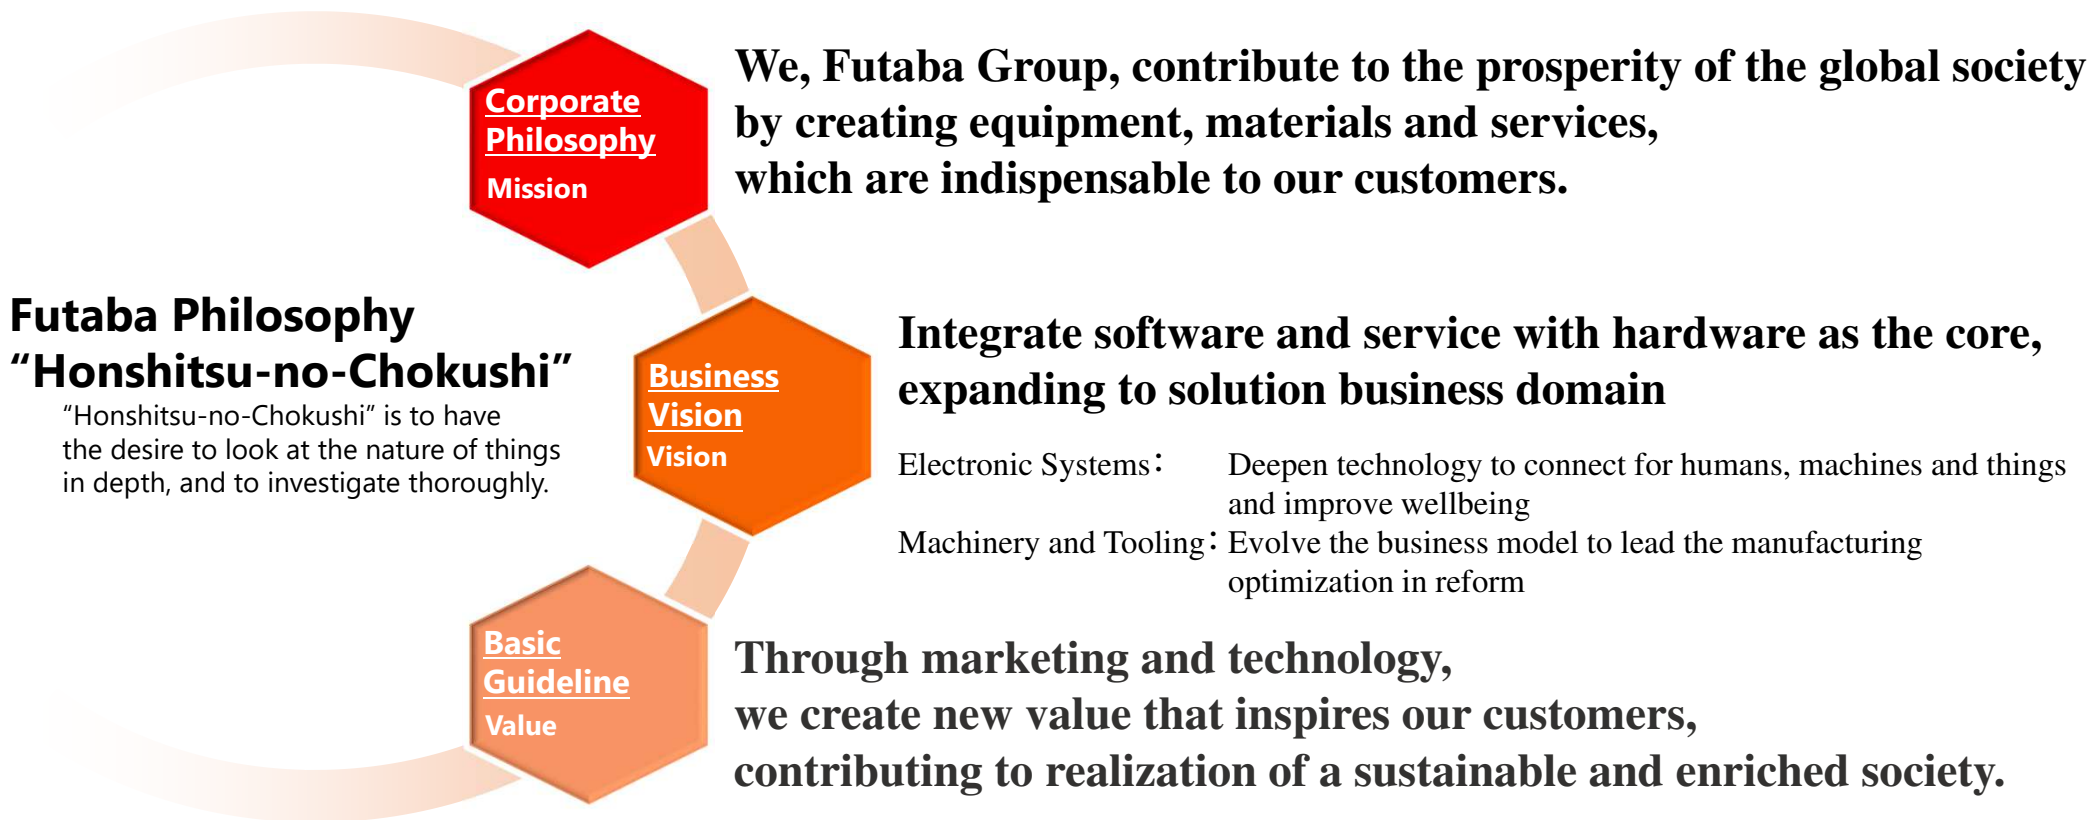 Corporate
Philosophy
Mission
We, Futaba Group, contribute to the prosperity of the global society
by creating equipment, materials and services,
which are indispensable to our customers.
Futaba Philosophy
“Honshitsu-no-Chokushi”
“Honshitsu-no-Chokushi” is to have
the desire to look at the nature of things
in depth, and to investigate thoroughly.
Business
Vision
Vision
Integrate software and service with hardware as the core,
expanding to solution business domain
Electronic Systems： Deepen technology to connect for humans, machines and things
and improve wellbeing
Machinery and Tooling： Evolve the business model to lead the manufacturing
optimization in reform
Basic
Guideline
Value
Through marketing and technology,
we create new value that inspires our customers,
contributing to realization of a sustainable and enriched society.